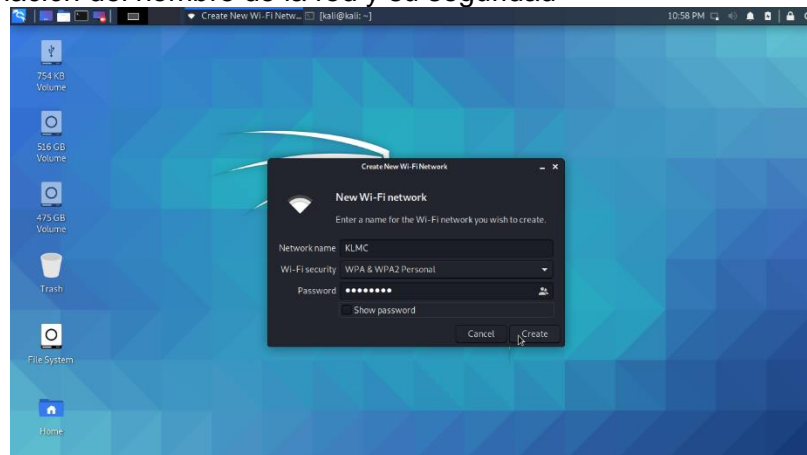 ación del nombre de la red y su seguridad
Create New Wi-Fi Netw... [kali@kali: ~]
10:58 PM
754 KB
Volume
516 GB
Volume
475 GB
Volume
Trash
File System
Home
Create New Wi-Fi Network
New Wi-Fi network
Enter a name for the Wi-Fi network you wish to create.
Network name KLMC
Wi-Fi security WPA & WPA2 Personal
Password ••••••••
Show password
Cancel Create